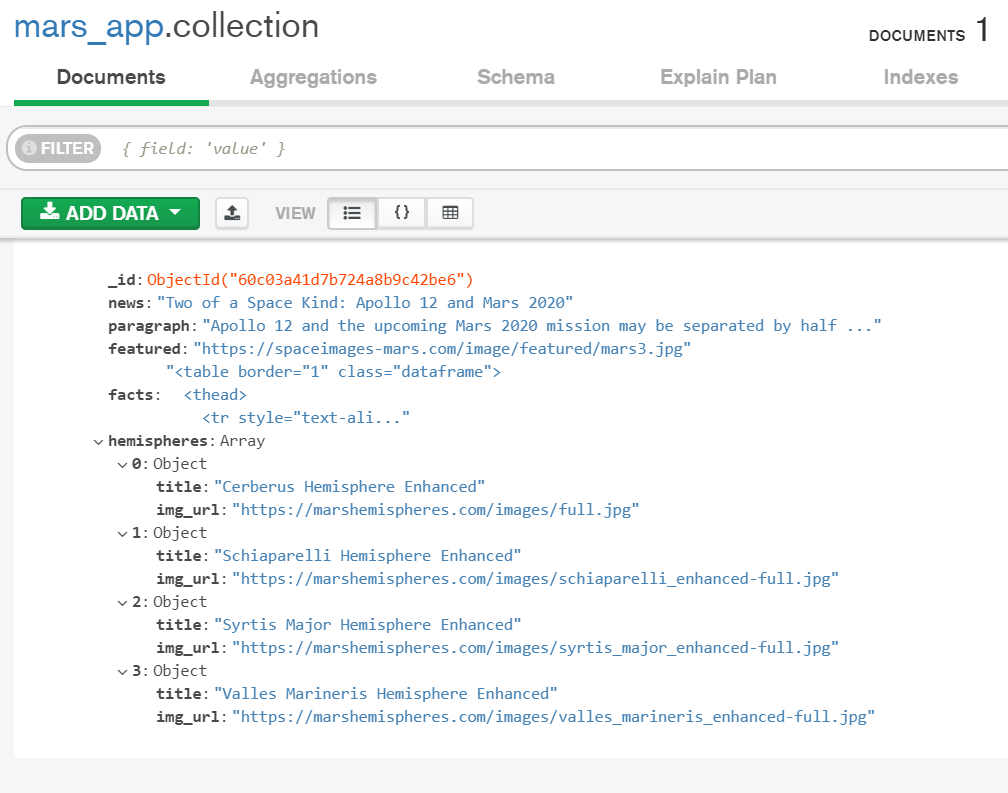 mars_app.collection
DOCUMENTS 1
Documents Aggregations Schema Explain Plan Indexes
FILTER { field: 'value' }
ADD DATA VIEW {}
_id: ObjectId("60c03a41d7b724a8b9c42be6")
news: "Two of a Space Kind: Apollo 12 and Mars 2020"
paragraph: "Apollo 12 and the upcoming Mars 2020 mission may be separated by half ..."
featured: "https://spaceimages-mars.com/image/featured/mars3.jpg"
"<table border="1" class="dataframe">
facts: <thead>
<tr style="text-ali..."
hemispheres: Array
0: Object
title: "Cerberus Hemisphere Enhanced"
img_url: "https://marshemispheres.com/images/full.jpg"
1: Object
title: "Schiaparelli Hemisphere Enhanced"
img_url: "https://marshemispheres.com/images/schiaparelli_enhanced-full.jpg"
2: Object
title: "Syrtis Major Hemisphere Enhanced"
img_url: "https://marshemispheres.com/images/syrtis_major_enhanced-full.jpg"
3: Object
title: "Valles Marineris Hemisphere Enhanced"
img_url: "https://marshemispheres.com/images/valles_marineris_enhanced-full.jpg"